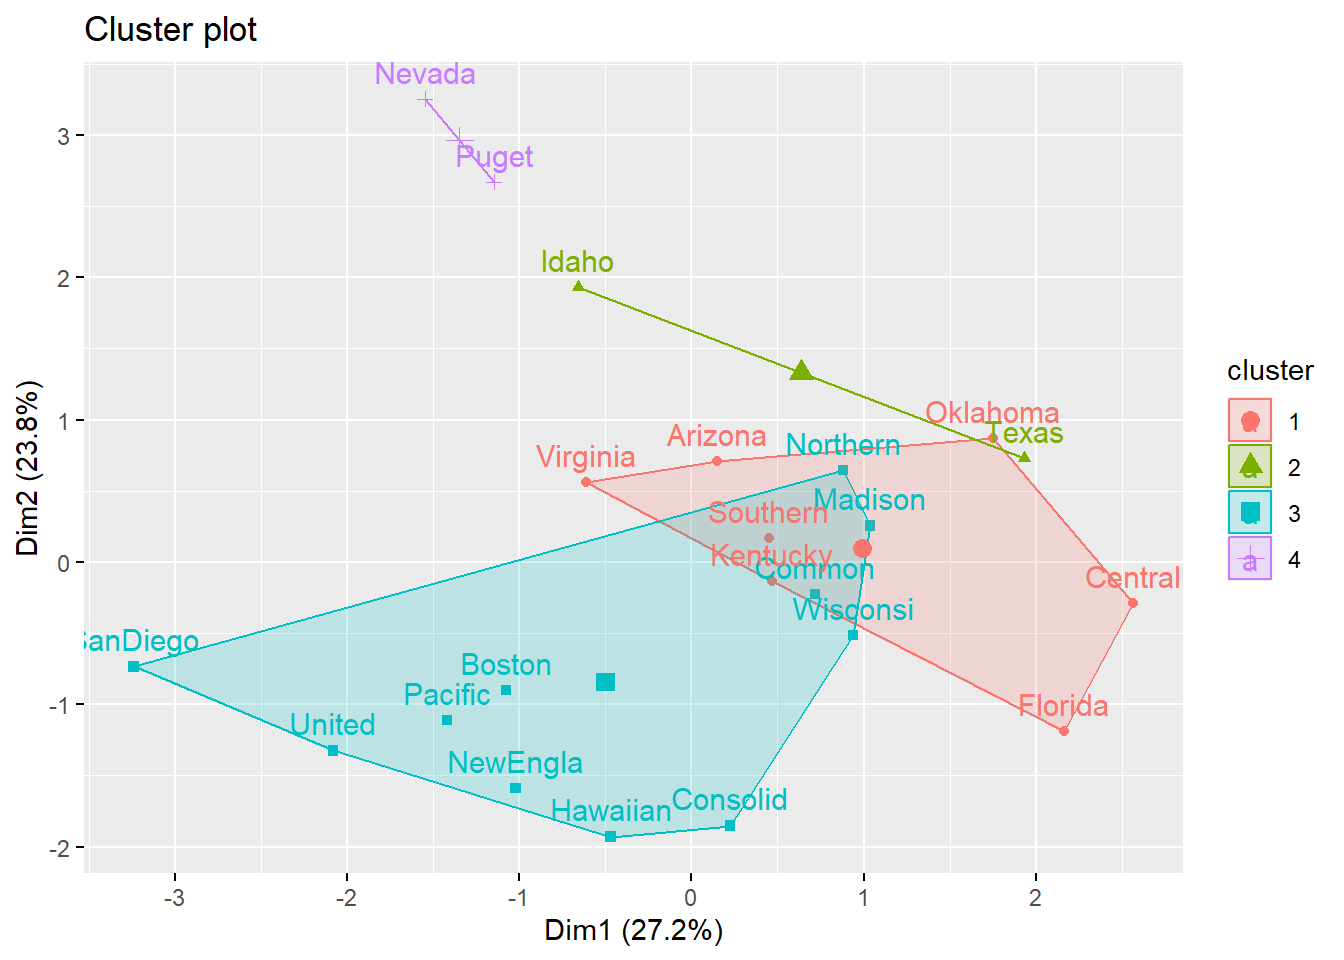 Cluster plot
Nevada
Puget
Idaho
Oklahoma
Texas
Arizona
Northern
Virginia
Madison
Southern
Kentucky
Common
Central
Wisconsi
SanDiego
Boston
Pacific
Florida
United
NewEngla
Consolid
Hawaiian
3
2
1
0
-1
-2
Dim2 (23.8%)
-3
-2
-1
0
1
2
Dim1 (27.2%)
cluster
a 1
a 2
a 3
a 4